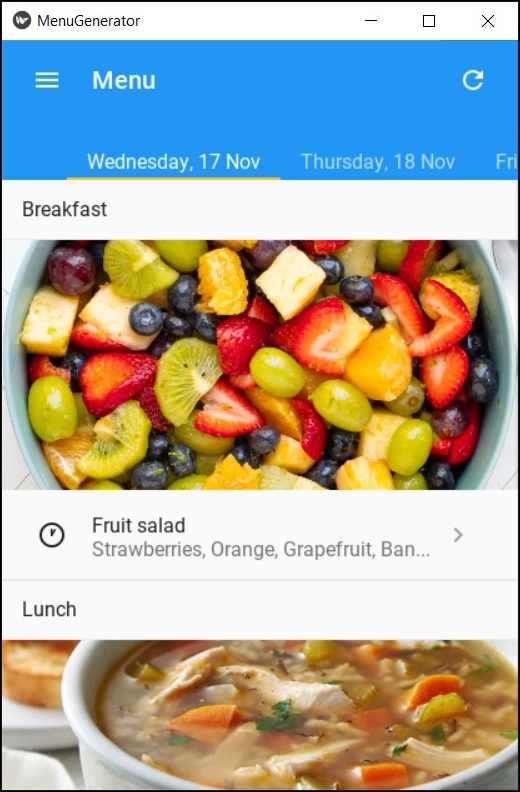 MenuGenerator
Menu
Wednesday, 17 Nov
Thursday, 18 Nov
Fri
Breakfast
Fruit salad
Strawberries, Orange, Grapefruit, Ban...
Lunch